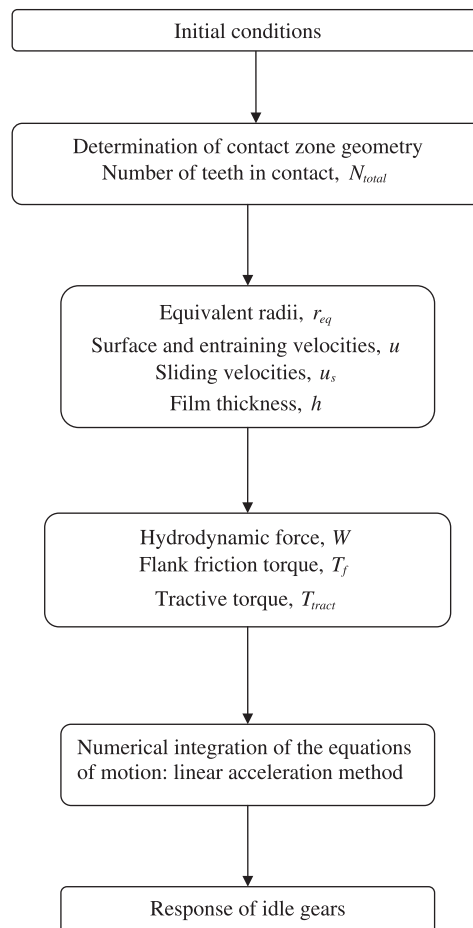 Initial conditions
Determination of contact zone geometry
Number of teeth in contact, N_total
Equivalent radii, r_eq
Surface and entraining velocities, u
Sliding velocities, u_s
Film thickness, h
Hydrodynamic force, W
Flank friction torque, T_f
Tractive torque, T_tract
Numerical integration of the equations
of motion: linear acceleration method
Response of idle gears